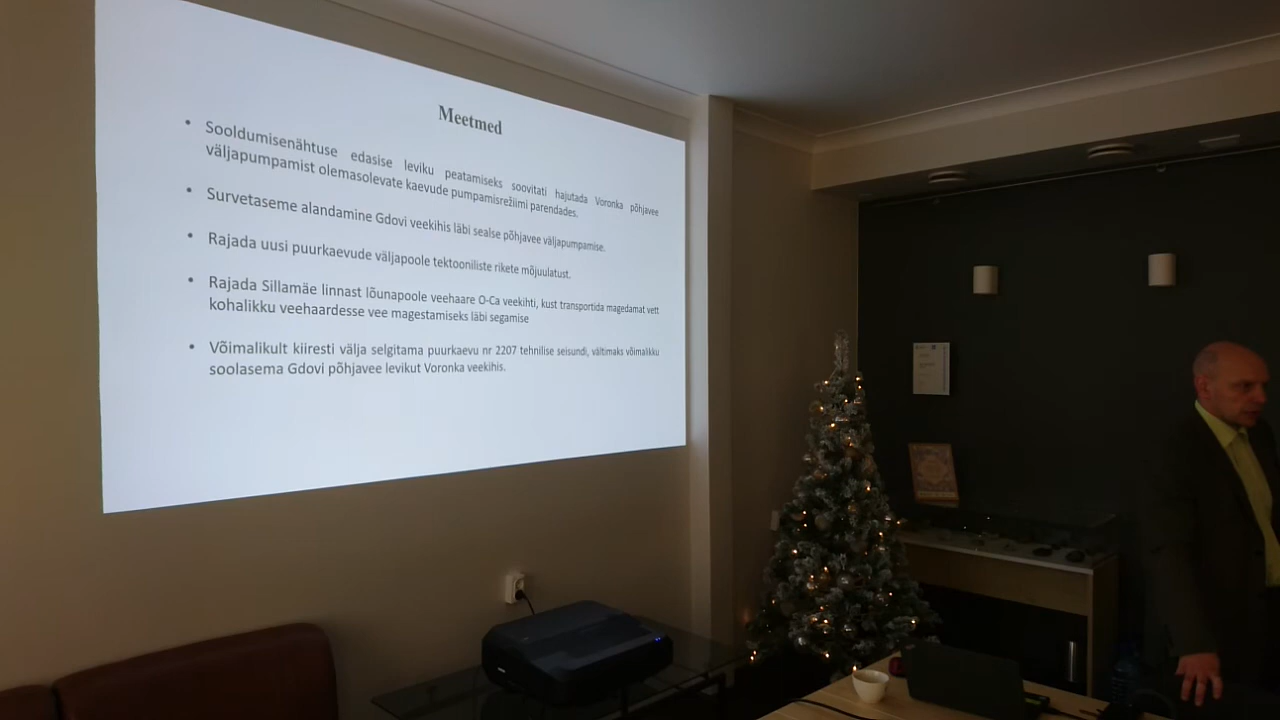 Meetmed
• Sooldumisenähtuse edasise leviku peatamiseks soovitati hajutada Voronka põhjavee
väljapumpamist olemasolevate kaevude pumpamisrežiimi parendades.
• Survetaseme alandamine Gdovi veekihis läbi sealse põhjavee väljapumpamise.
• Rajada uusi puurkaevude väljapoole tektooniliste rikete mõjuulatust.
• Rajada Sillamäe linnast lõunapoole veehaare O-Ca veekihti, kust transportida magedamat vett
kohalikku veehaardesse vee magestamiseks läbi segamise
• Võimalikult kiiresti välja selgitama puurkaevu nr 2207 tehnilise seisundi, vältimaks võimalikku
soolasema Gdovi põhjavee levikut Voronka veekihis.